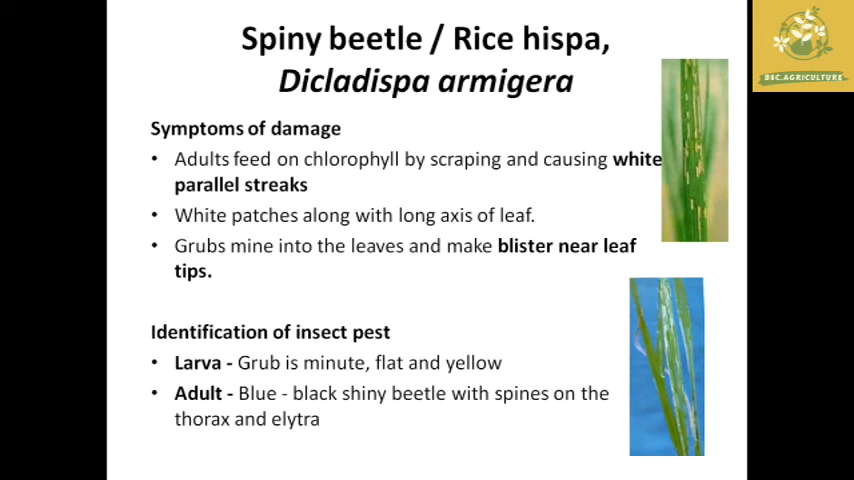 Spiny beetle / Rice hispa,
Dicladispa armigera
BSC.AGRICULTURE
Symptoms of damage
• Adults feed on chlorophyll by scraping and causing white
parallel streaks
• White patches along with long axis of leaf.
• Grubs mine into the leaves and make blister near leaf
tips.
Identification of insect pest
• Larva - Grub is minute, flat and yellow
• Adult - Blue - black shiny beetle with spines on the
thorax and elytra